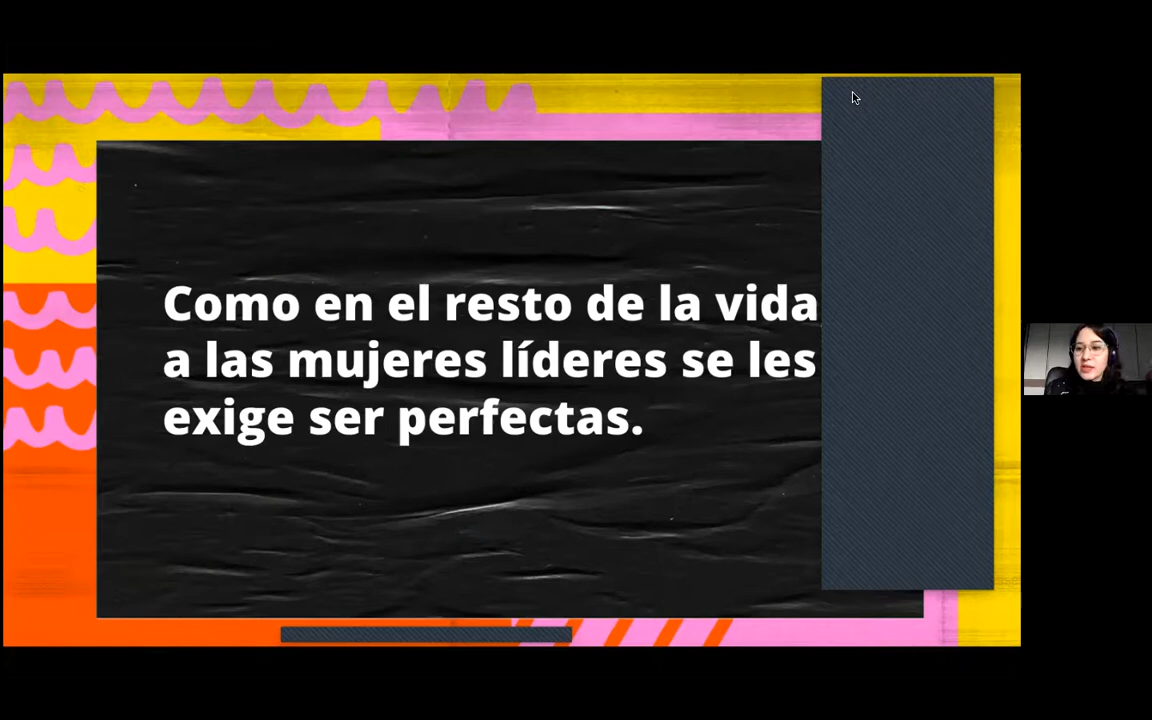 Como en el resto de la vida
a las mujeres líderes se les
exige ser perfectas.